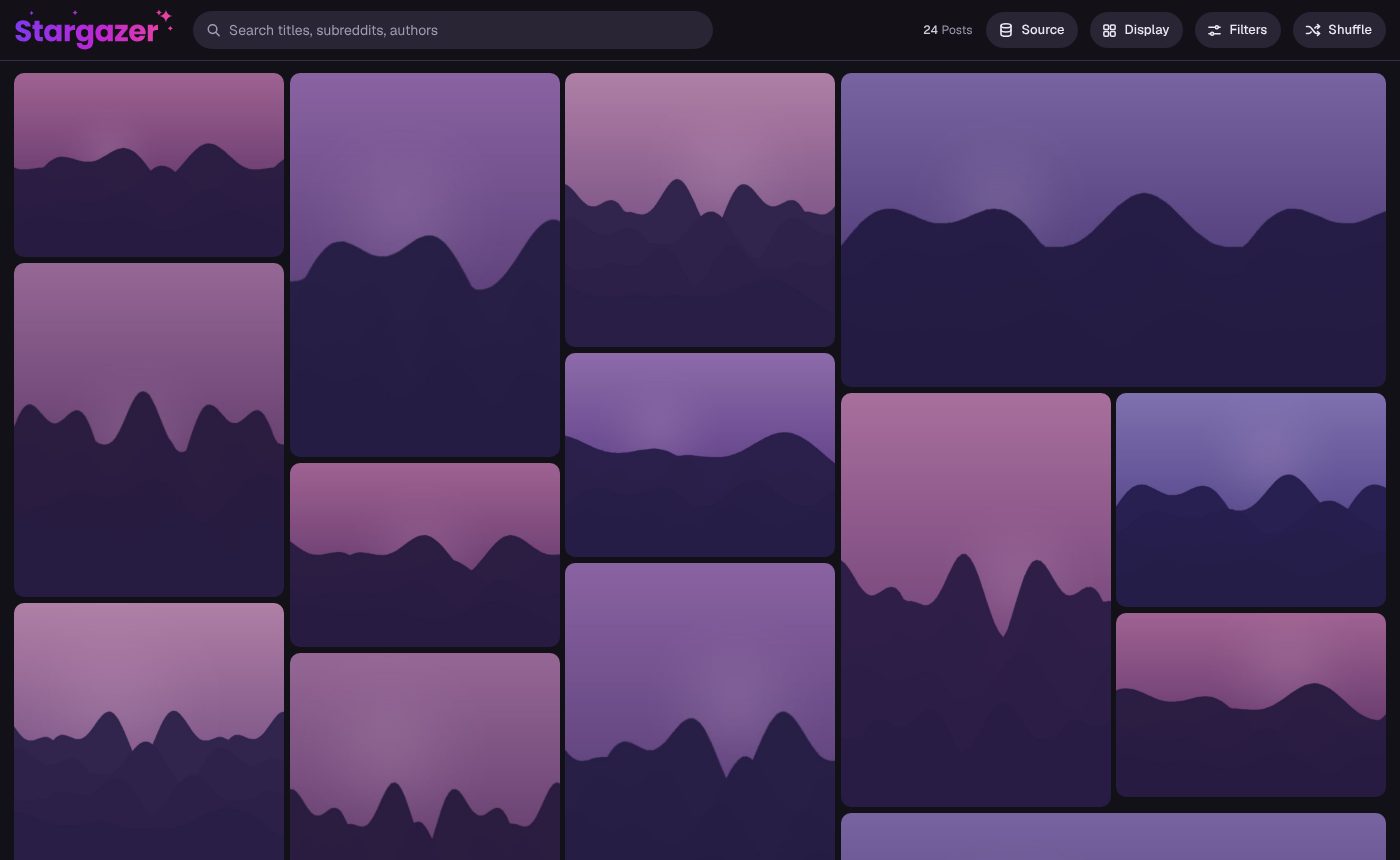 Stargazer
Search titles, subreddits, authors
24 Posts
Source
Display
Filters
Shuffle